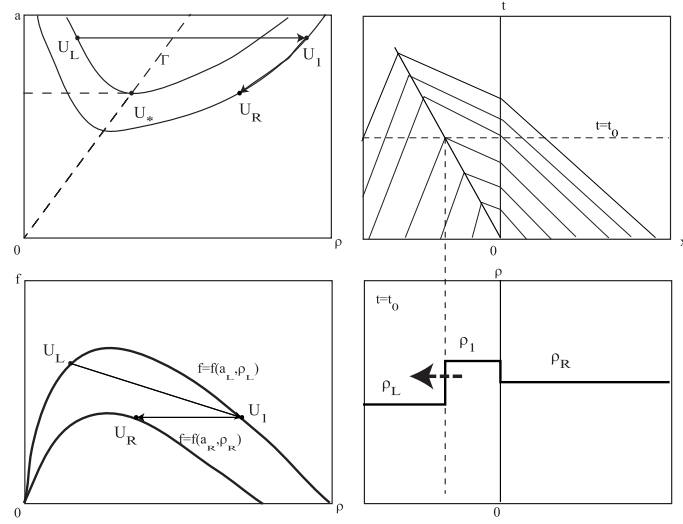 a
U_L
Γ
U_1
U_*
U_R
0
ρ
t
t=t_0
0
x
f
U_L
f=f(a_L,ρ_L)
U_1
U_R
f=f(a_R,ρ_R)
0
ρ
ρ
t=t_0
ρ_1
ρ_R
ρ_L
0